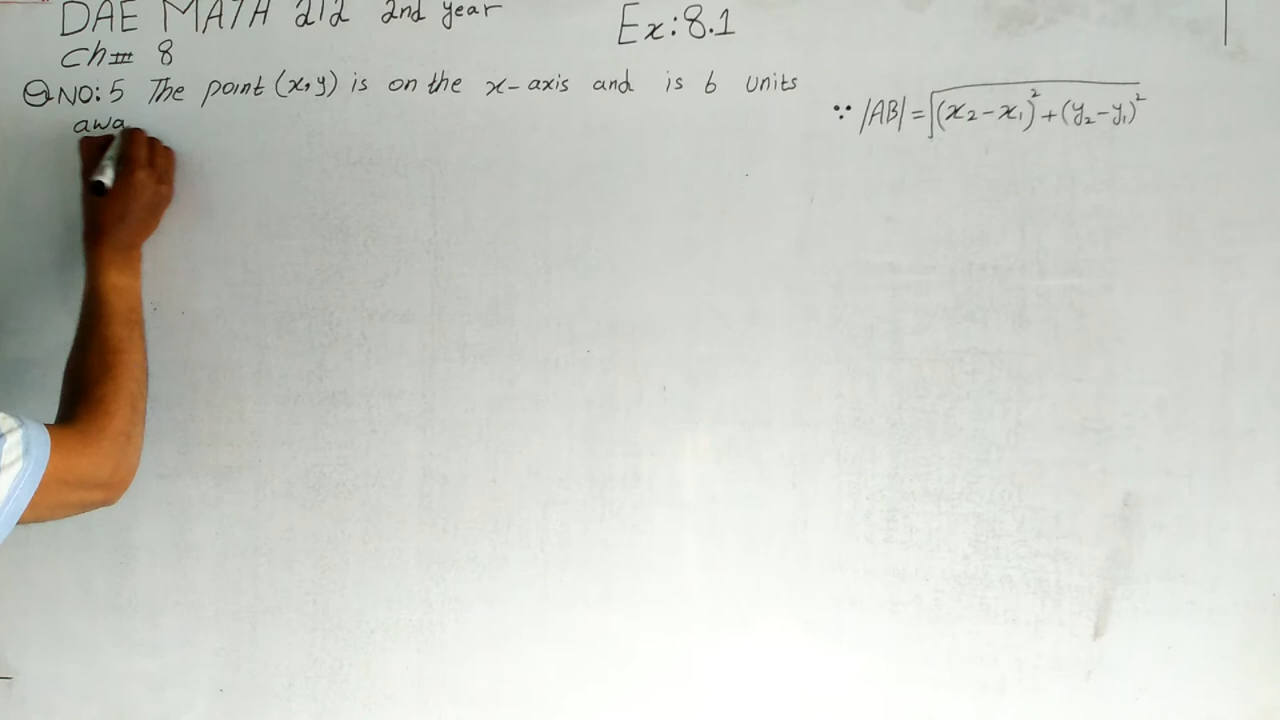 DAE MATH 212 2nd year
Ex: 8.1
Ch# 8
Q NO: 5 The point (x, y) is on the x-axis and is 6 units
awa
∵ |AB| = √(x₂-x₁)²+(y₂-y₁)²